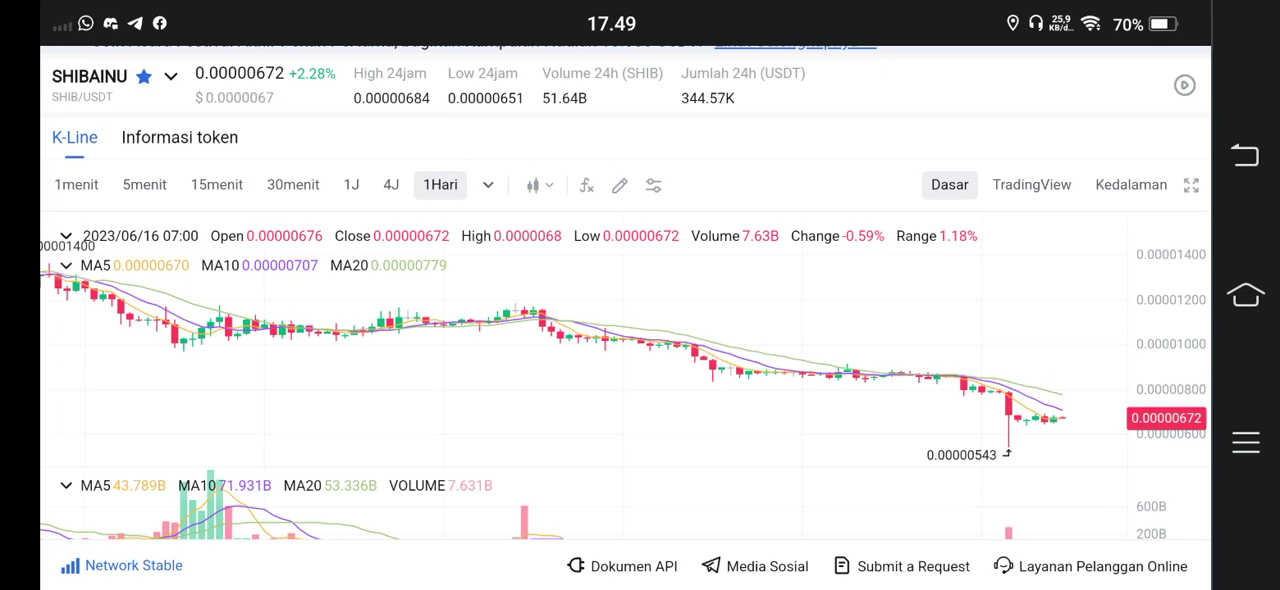 17.49
25,9
KB/d...
70%
SHIBAINU
0.00000672 +2.28%
High 24jam
Low 24jam
Volume 24h (SHIB)
Jumlah 24h (USDT)
SHIB/USDT
$ 0.0000067
0.00000684
0.00000651
51.64B
344.57K
K-Line
Informasi token
1menit 5menit 15menit 30menit 1J 4J 1Hari
Dasar TradingView Kedalaman
2023/06/16 07:00 Open 0.00000676 Close 0.00000672 High 0.0000068 Low 0.00000672 Volume 7.63B Change -0.59% Range 1.18%
00001400
MA5 0.00000670 MA10 0.00000707 MA20 0.00000779
0.00001400
0.00001200
0.00001000
0.00000800
0.00000672
0.00000600
0.00000543
MA5 43.789B MA10 71.931B MA20 53.336B VOLUME 7.631B
600B
200B
Network Stable
Dokumen API
Media Sosial
Submit a Request
Layanan Pelanggan Online